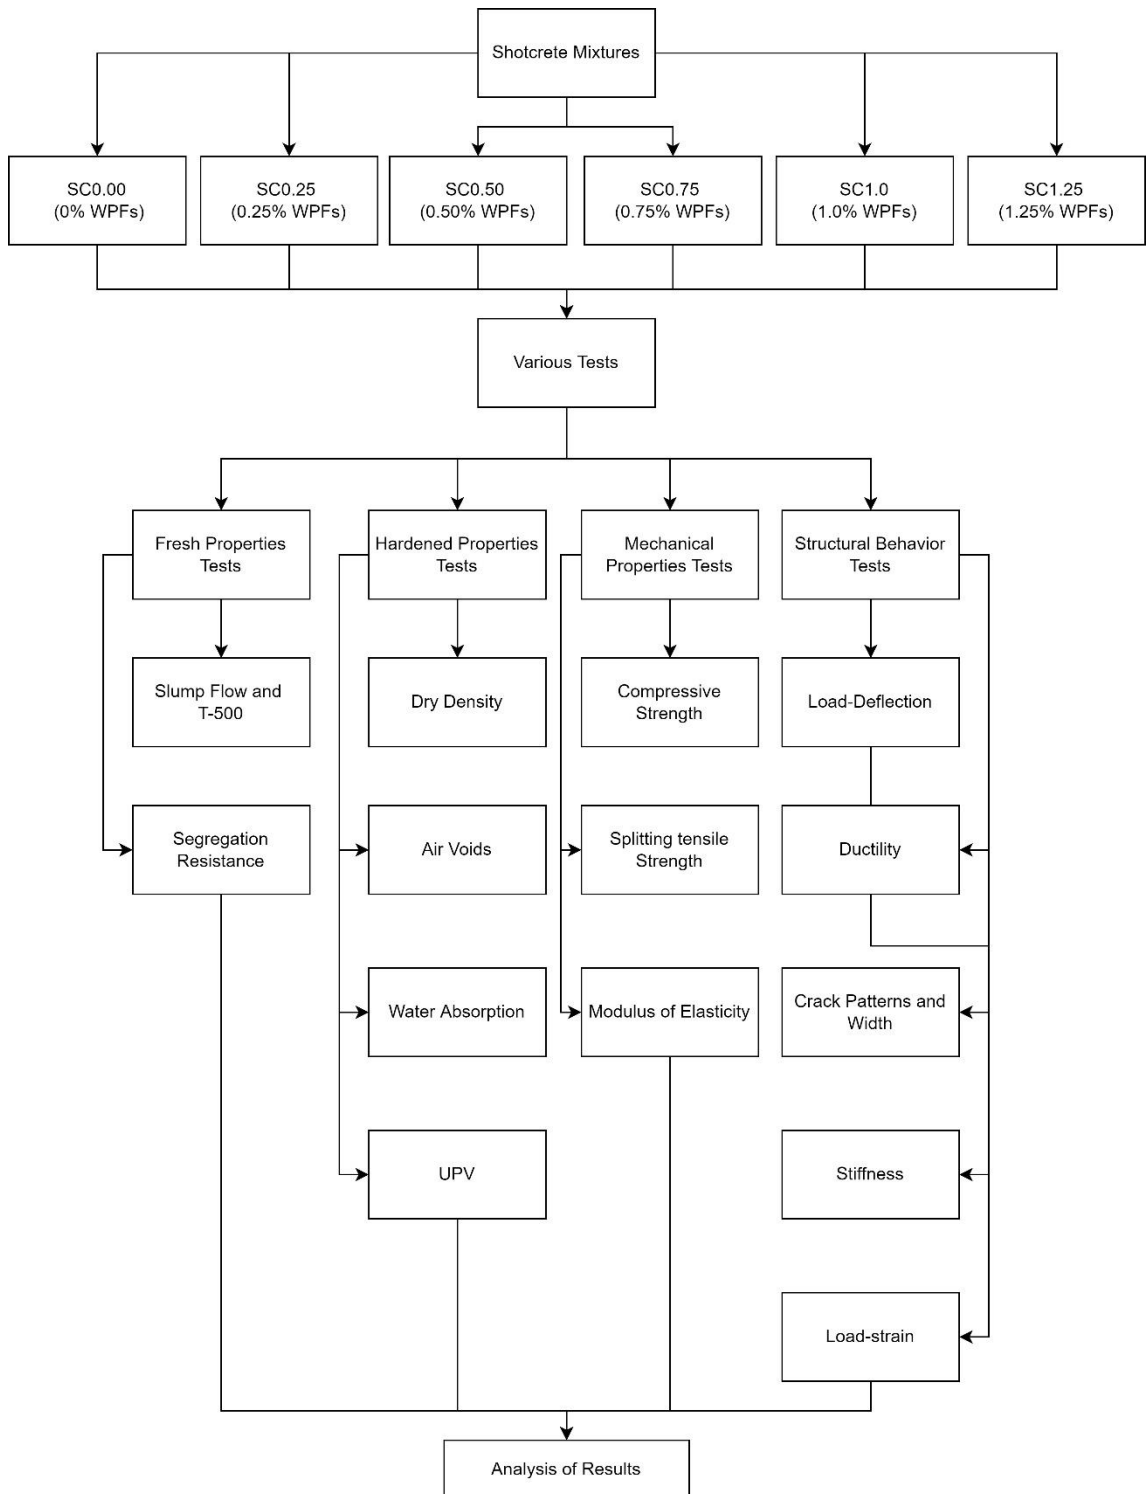 Shotcrete Mixtures
SC0.00
(0% WPFs)
SC0.25
(0.25% WPFs)
SC0.50
(0.50% WPFs)
SC0.75
(0.75% WPFs)
SC1.0
(1.0% WPFs)
SC1.25
(1.25% WPFs)
Various Tests
Fresh Properties
Tests
Hardened Properties
Tests
Mechanical
Properties Tests
Structural Behavior
Tests
Slump Flow and
T-500
Dry Density
Compressive
Strength
Load-Deflection
Segregation
Resistance
Air Voids
Splitting tensile
Strength
Ductility
Water Absorption
Modulus of Elasticity
Crack Patterns and
Width
UPV
Stiffness
Load-strain
Analysis of Results